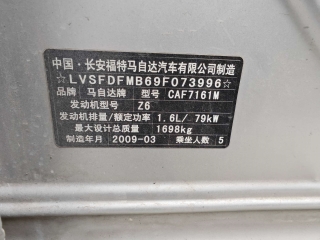 中国·长安福特马自达汽车有限公司制造
☆LVSFDFMB69F073996☆
品牌 马自达牌 型号 CAF7161M
发动机型号 Z6
发动机排量/额定功率 1.6L/ 79kW
最大设计总质量 1698kg
制造年月 2009-03 乘坐人数 5